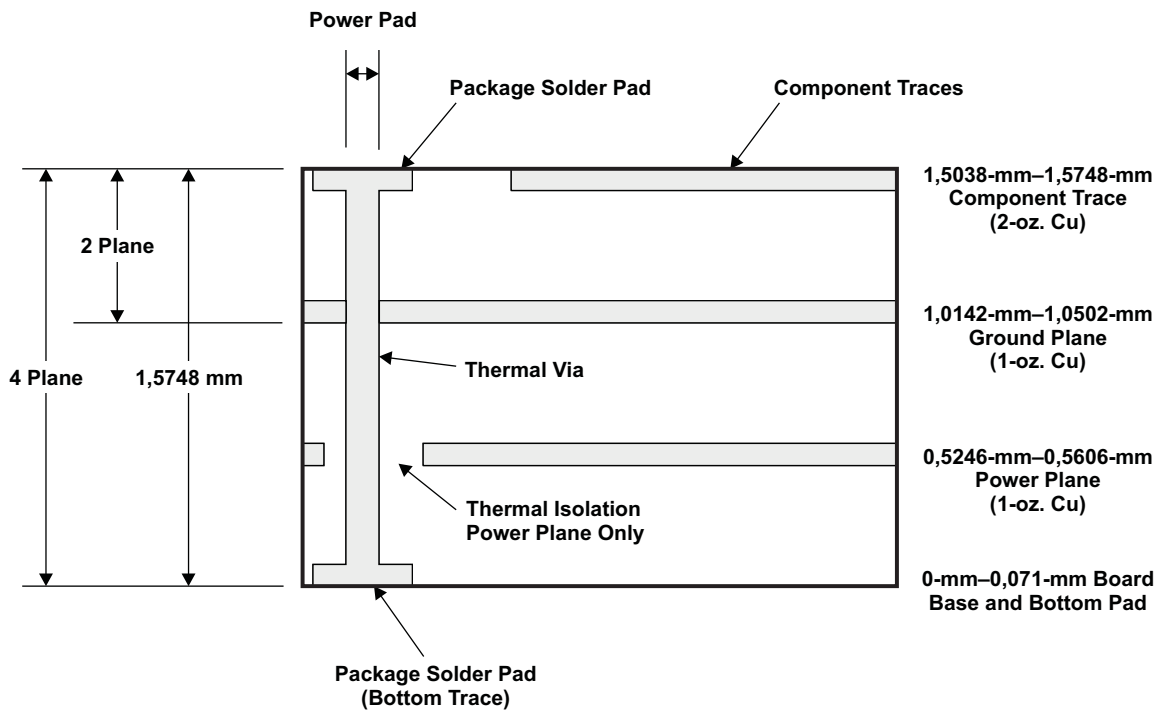 Power Pad
Package Solder Pad
Component Traces
1,5038-mm–1,5748-mm
Component Trace
(2-oz. Cu)
2 Plane
1,0142-mm–1,0502-mm
Ground Plane
(1-oz. Cu)
4 Plane
1,5748 mm
Thermal Via
0,5246-mm–0,5606-mm
Power Plane
(1-oz. Cu)
Thermal Isolation
Power Plane Only
0-mm–0,071-mm Board
Base and Bottom Pad
Package Solder Pad
(Bottom Trace)